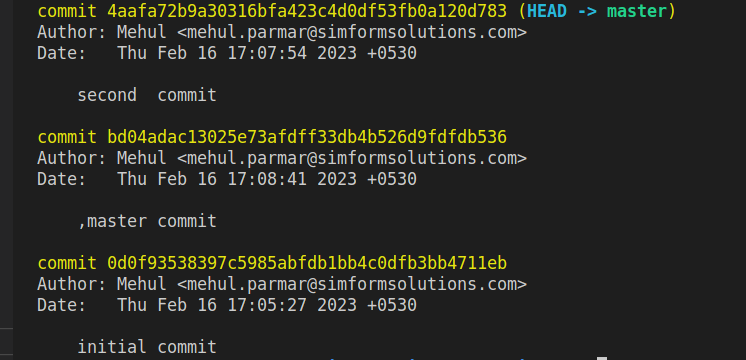 commit 4aafa72b9a30316bfa423c4d0df53fb0a120d783 (HEAD -> master)
Author: Mehul <mehul.parmar@simformsolutions.com>
Date:   Thu Feb 16 17:07:54 2023 +0530
second  commit
commit bd04adac13025e73afdff33db4b526d9fdfdb536
Author: Mehul <mehul.parmar@simformsolutions.com>
Date:   Thu Feb 16 17:08:41 2023 +0530
,master commit
commit 0d0f93538397c5985abfdb1bb4c0dfb3bb4711eb
Author: Mehul <mehul.parmar@simformsolutions.com>
Date:   Thu Feb 16 17:05:27 2023 +0530
initial commit